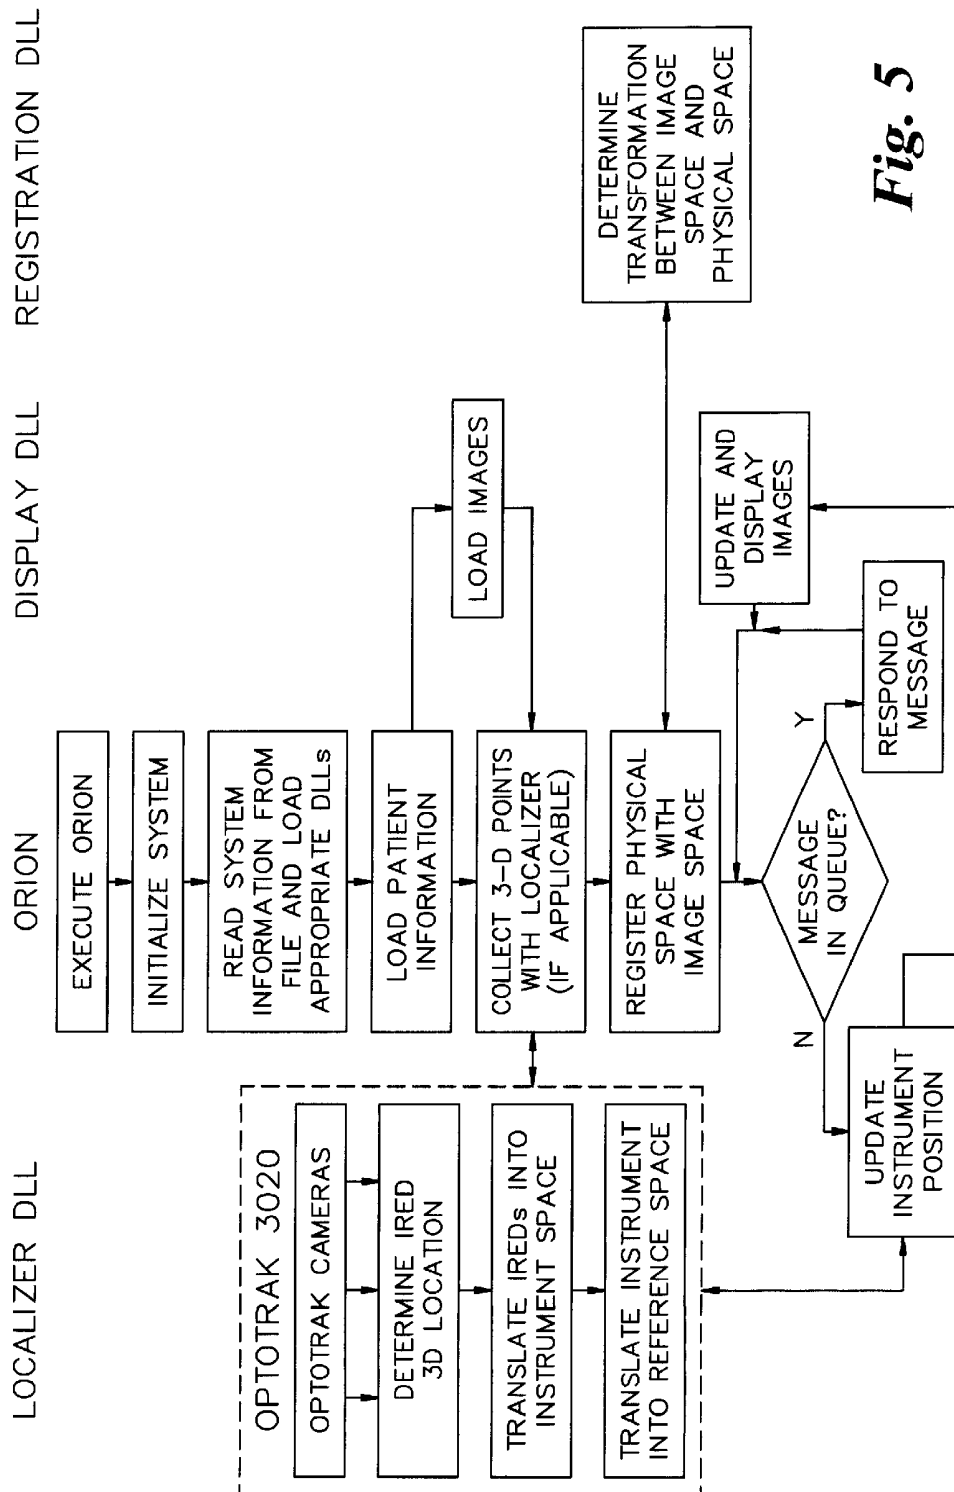 LOCALIZER DLL
ORION
DISPLAY DLL
REGISTRATION DLL
EXECUTE ORION
INITIALIZE SYSTEM
READ SYSTEM
INFORMATION FROM
FILE AND LOAD
APPROPRIATE DLLs
LOAD PATIENT
INFORMATION
LOAD IMAGES
OPTOTRAK 3020
OPTOTRAK CAMERAS
DETERMINE IRED
3D LOCATION
TRANSLATE IREDs INTO
INSTRUMENT SPACE
TRANSLATE INSTRUMENT
INTO REFERENCE SPACE
COLLECT 3-D POINTS
WITH LOCALIZER
(IF APPLICABLE)
REGISTER PHYSICAL
SPACE WITH
IMAGE SPACE
DETERMINE
TRANSFORMATION
BETWEEN IMAGE
SPACE AND
PHYSICAL SPACE
MESSAGE
IN QUEUE?
N
Y
UPDATE AND
DISPLAY
IMAGES
RESPOND TO
MESSAGE
UPDATE
INSTRUMENT
POSITION
Fig. 5